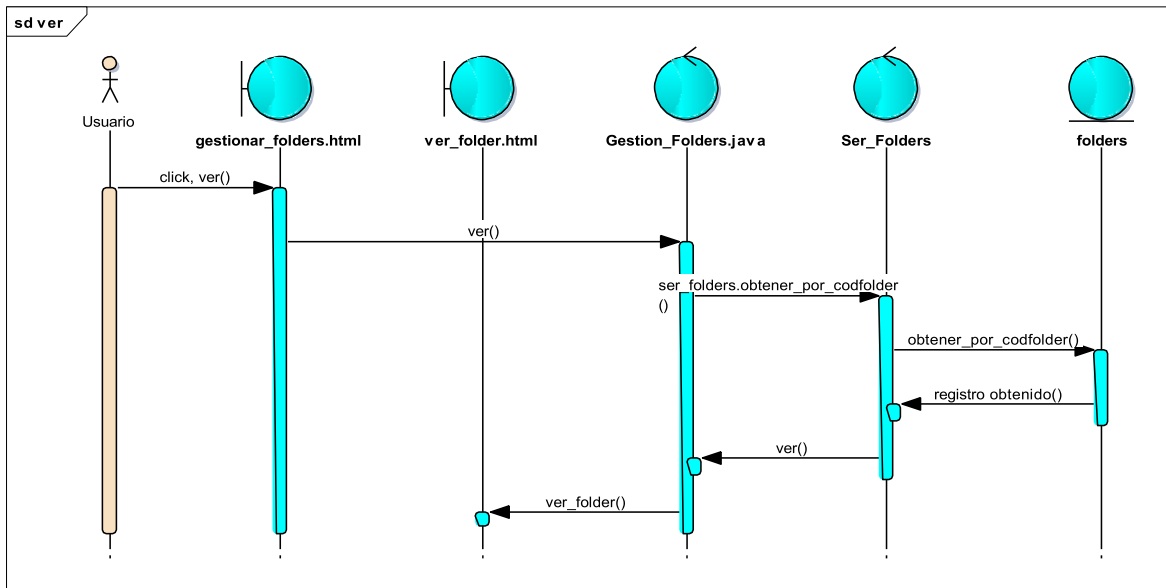 sd ver
Usuario
gestionar_folders.html
ver_folder.html
Gestion_Folders.java
Ser_Folders
folders
click, ver()
ver()
ser_folders.obtener_por_codfolder
()
obtener_por_codfolder()
registro obtenido()
ver()
ver_folder()